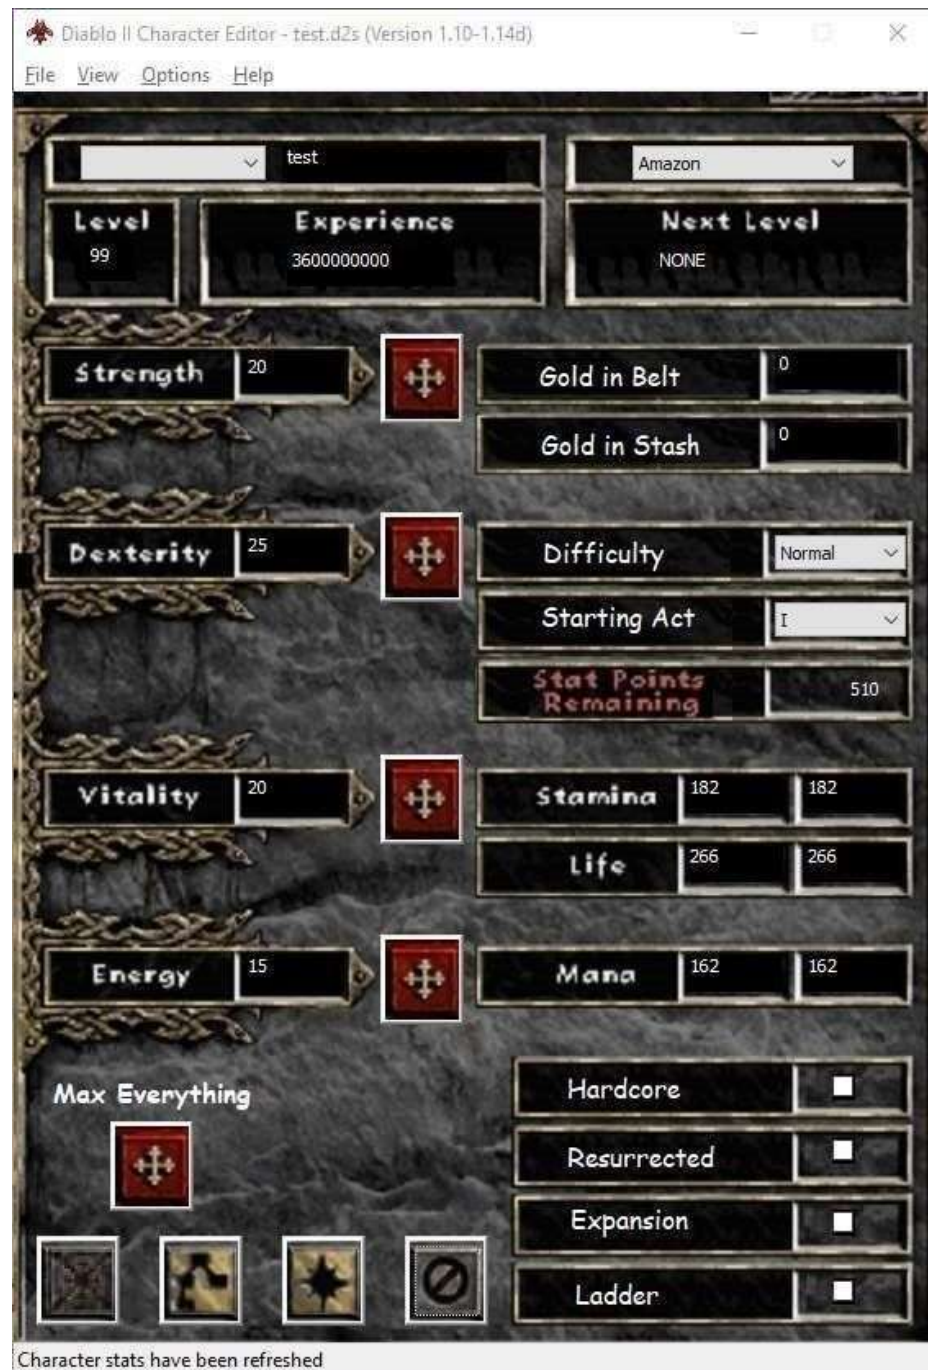 Diablo II Character Editor - test.d2s (Version 1.10-1.14d)
File View Options Help
test Amazon
Level Experience Next Level
99 3600000000 NONE
Strength 20 Gold in Belt 0
Gold in Stash 0
Dexterity 25 Difficulty Normal
Starting Act I
Stat Points
Remaining 510
Vitality 20 Stamina 182 182
Life 266 266
Energy 15 Mana 162 162
Max Everything Hardcore
Resurrected
Expansion
Ladder
Character stats have been refreshed